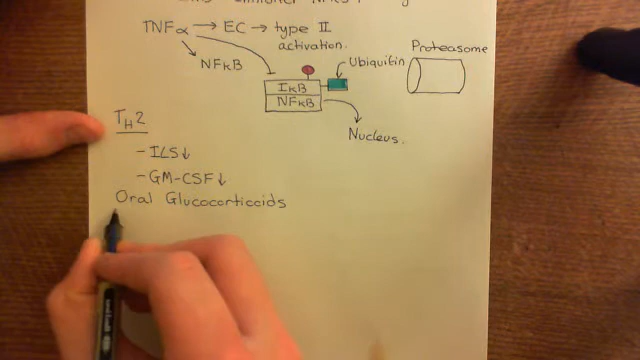 TNFα → EC → type II
activation.
NFκB
Ubiquitin
Proteasome
IκB
NFκB
Nucleus.
TH2
- IL5↓
- GM-CSF↓
Oral Glucocorticoids